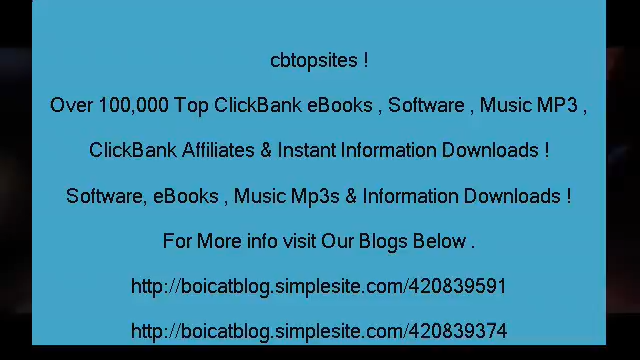 cbtopsites !
Over 100,000 Top ClickBank eBooks , Software , Music MP3 ,
ClickBank Affiliates & Instant Information Downloads !
Software, eBooks , Music Mp3s & Information Downloads !
For More info visit Our Blogs Below .
http://boicatblog.simplesite.com/420839591
http://boicatblog.simplesite.com/420839374